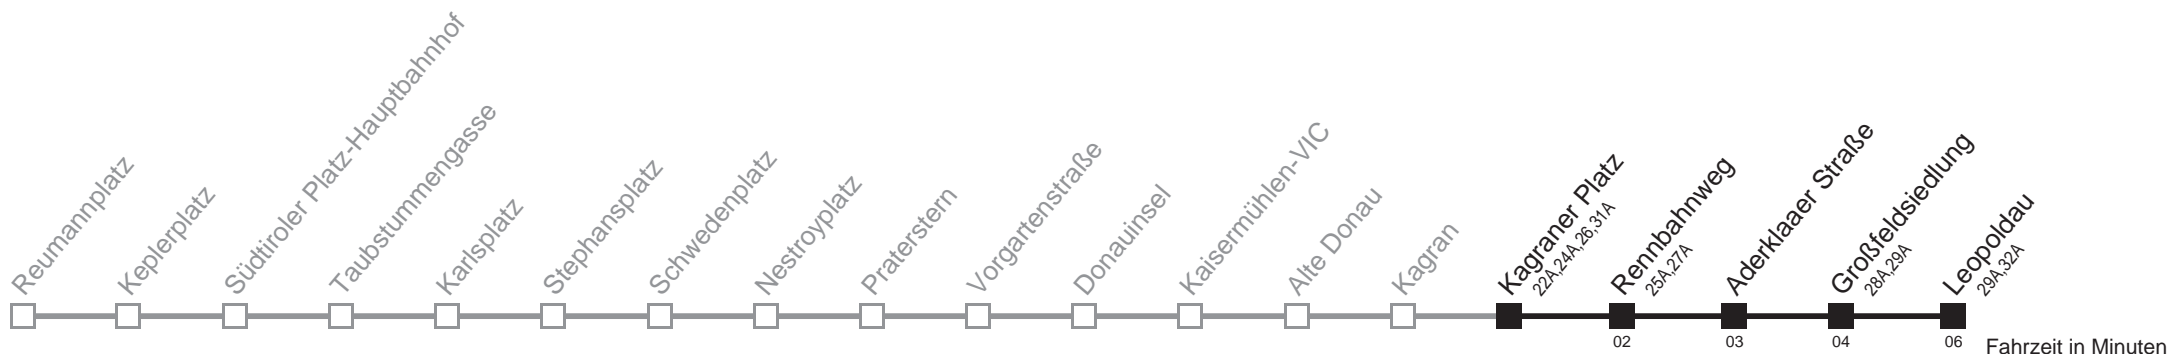 Reumannplatz
Keplerplatz
Südtiroler Platz-Hauptbahnhof
Taubstummengasse
Karlsplatz
Stephansplatz
Schwedenplatz
Nestroyplatz
Praterstern
Vorgartenstraße
Donauinsel
Kaisermühlen-VIC
Alte Donau
Kagran
Kagraner Platz
22A,24A,26,31A
Rennbahnweg
25A,27A
Aderklaaer Straße
Großfeldsiedlung
28A,29A
Leopoldau
29A,32A
02
03
04
06
Fahrzeit in Minuten